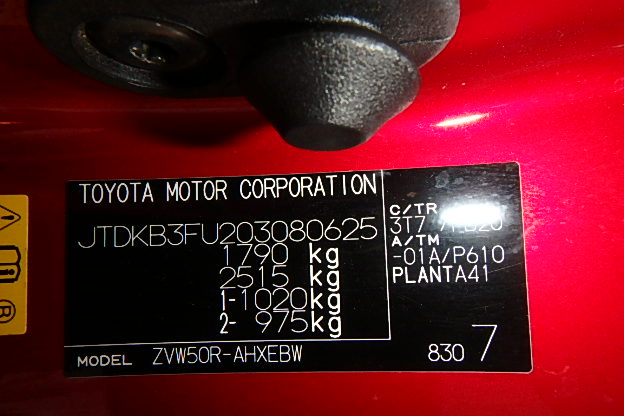 TOYOTA MOTOR CORPORATION
JTDKB3FU203080625
1790 kg
2515 kg
1-1020kg
2- 975kg
C/TR
3T7
A/TM
-01A/P610
PLANTA41
MODEL ZVW50R-AHXEBW
830 7
R